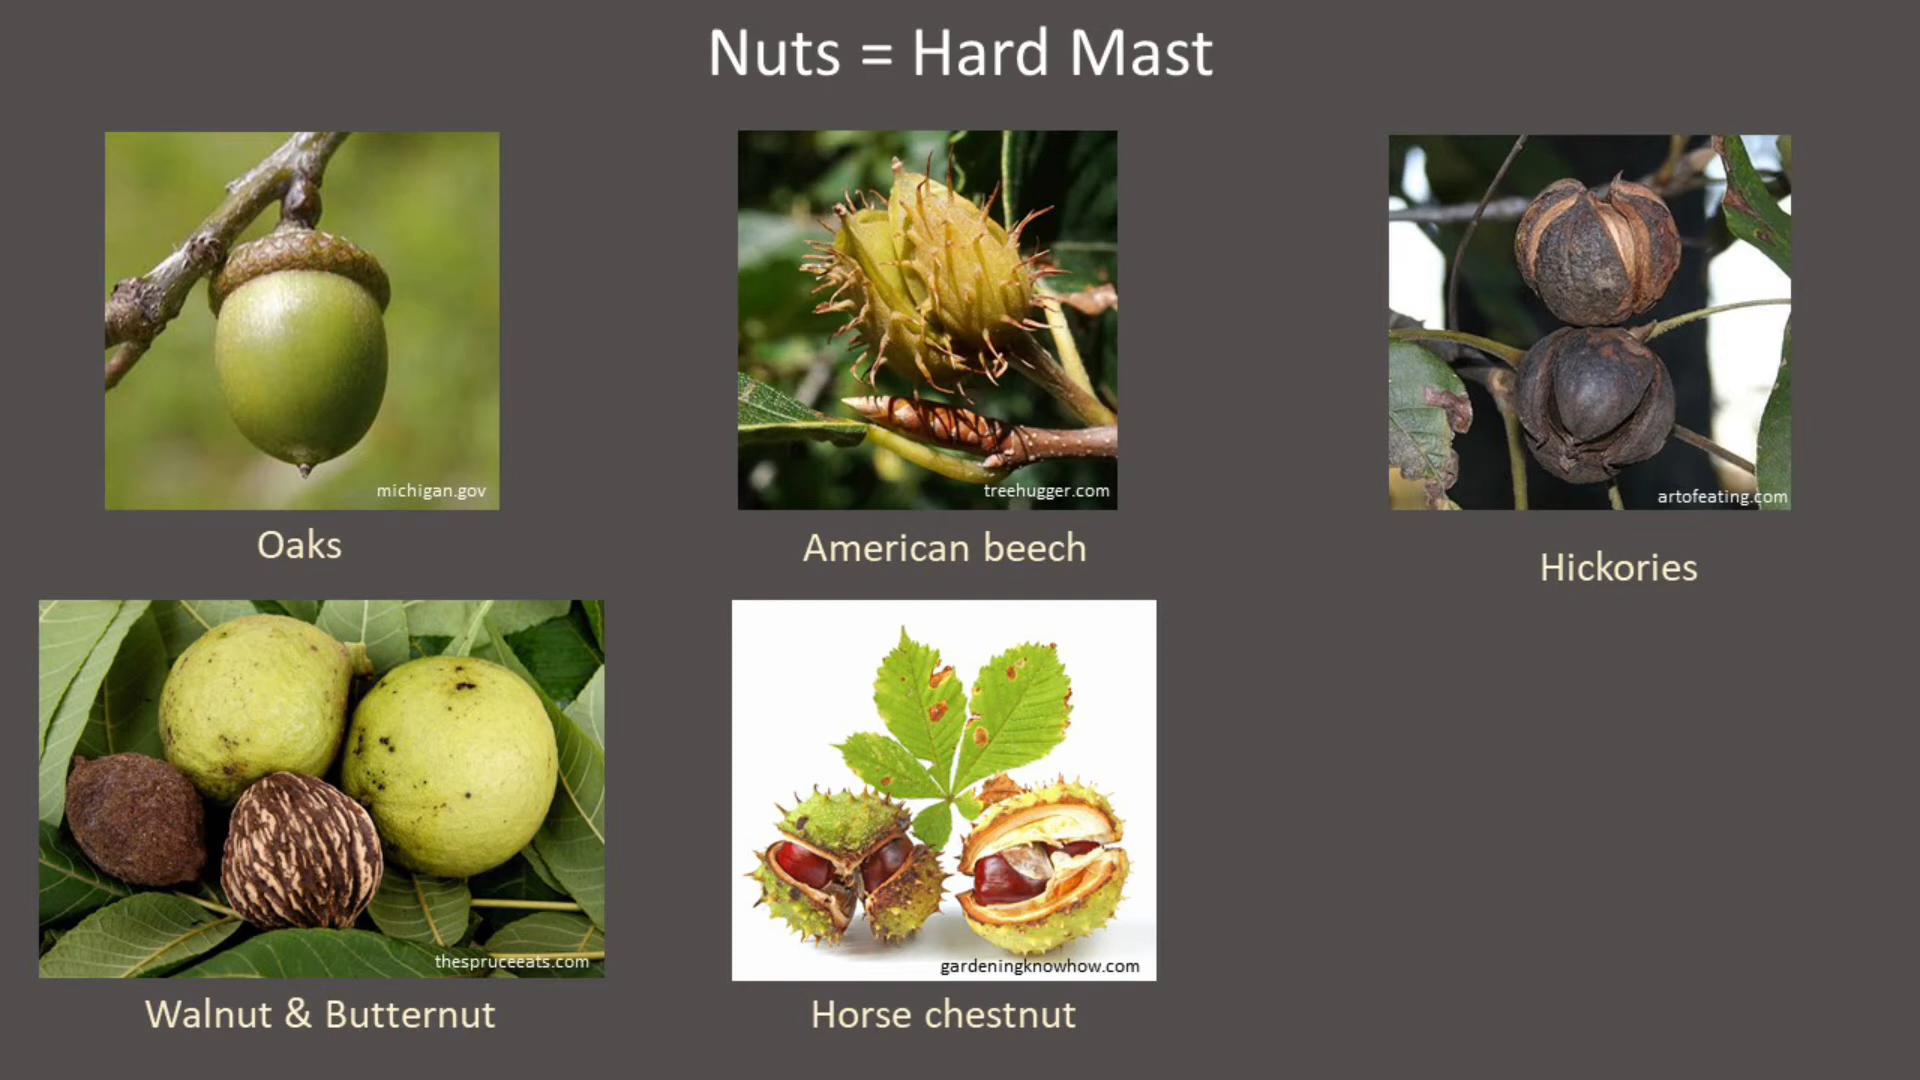 Nuts = Hard Mast
michigan.gov
treehugger.com
artofeating.com
Oaks
American beech
Hickories
thespruceeats.com
gardeningknowhow.com
Walnut & Butternut
Horse chestnut